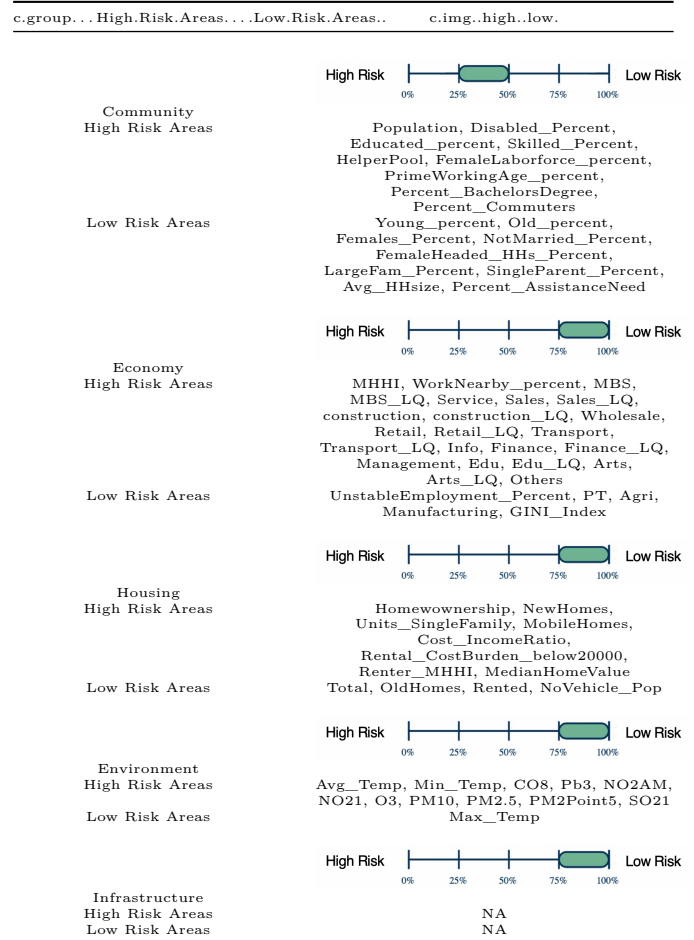 c.group...High.Risk.Areas....Low.Risk.Areas.. c.img..high..low.
High Risk Low Risk
0% 25% 50% 75% 100%
Community
High Risk Areas Population, Disabled_Percent,
Educated_percent, Skilled_Percent,
HelperPool, FemaleLaborforce_percent,
PrimeWorkingAge_percent,
Percent_BachelorsDegree,
Percent_Commuters
Low Risk Areas Young_percent, Old_percent,
Females_Percent, NotMarried_Percent,
FemaleHeaded_HHs_Percent,
LargeFam_Percent, SingleParent_Percent,
Avg_HHsize, Percent_AssistanceNeed
High Risk Low Risk
0% 25% 50% 75% 100%
Economy
High Risk Areas MHHI, WorkNearby_percent, MBS,
MBS_LQ, Service, Sales, Sales_LQ,
construction, construction_LQ, Wholesale,
Retail, Retail_LQ, Transport,
Transport_LQ, Info, Finance, Finance_LQ,
Management, Edu, Edu_LQ, Arts,
Arts_LQ, Others
Low Risk Areas UnstableEmployment_Percent, PT, Agri,
Manufacturing, GINI_Index
High Risk Low Risk
0% 25% 50% 75% 100%
Housing
High Risk Areas Homewownership, NewHomes,
Units_SingleFamily, MobileHomes,
Cost_IncomeRatio,
Rental_CostBurden_below20000,
Renter_MHHI, MedianHomeValue
Low Risk Areas Total, OldHomes, Rented, NoVehicle_Pop
High Risk Low Risk
0% 25% 50% 75% 100%
Environment
High Risk Areas Avg_Temp, Min_Temp, CO8, Pb3, NO2AM,
NO21, O3, PM10, PM2.5, PM2Point5, SO21
Low Risk Areas Max_Temp
High Risk Low Risk
0% 25% 50% 75% 100%
Infrastructure
High Risk Areas NA
Low Risk Areas NA